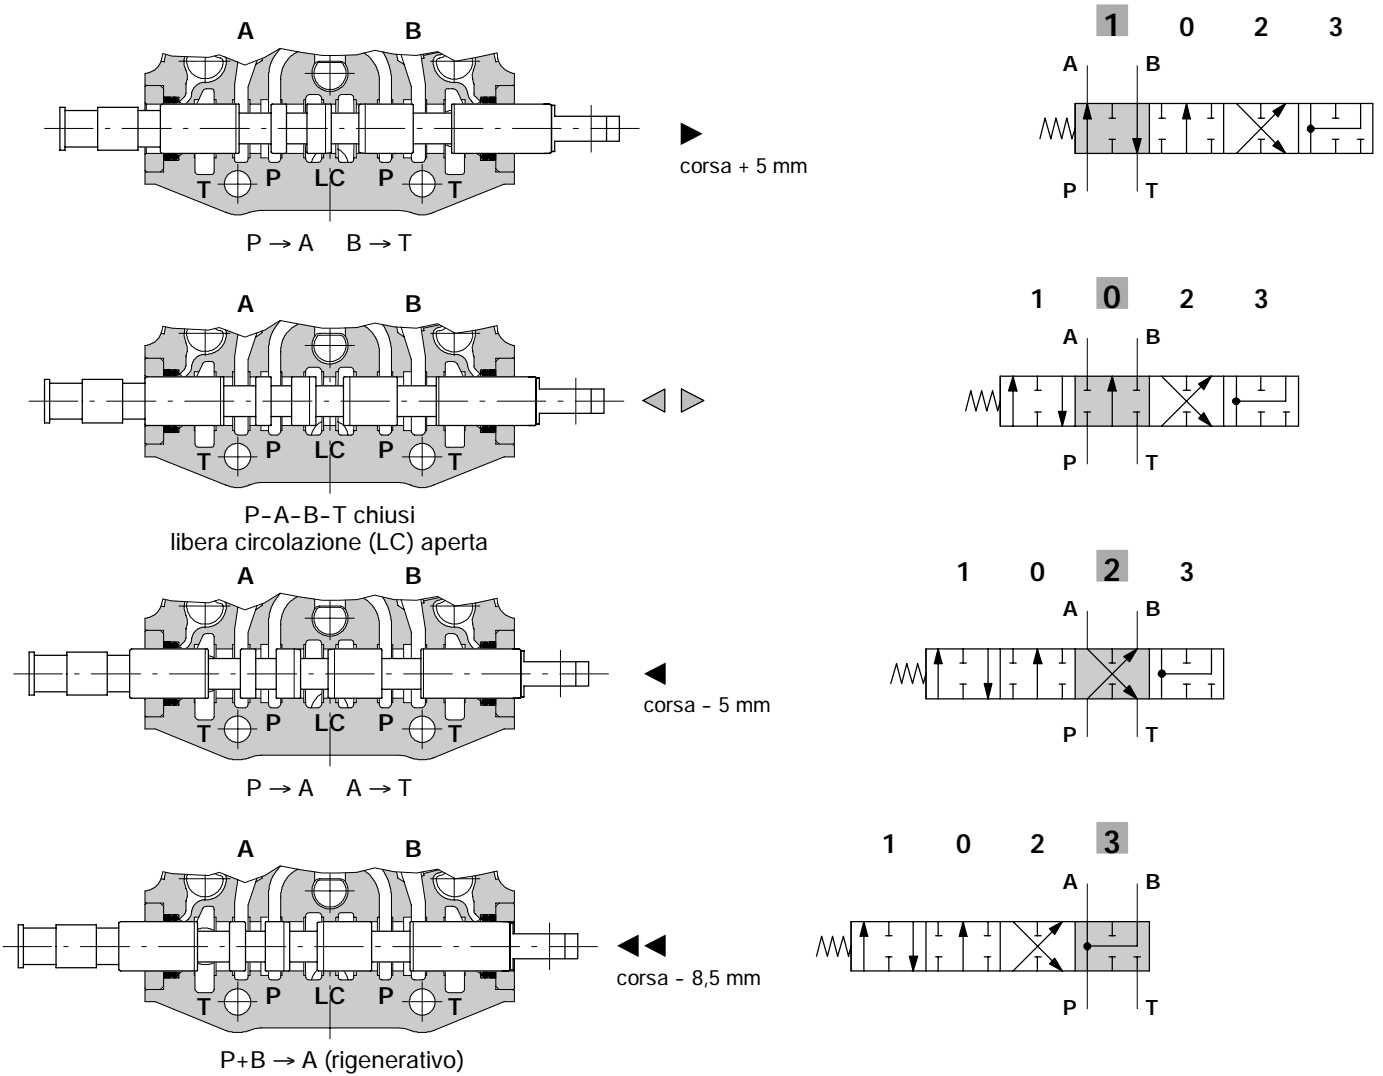 A B
T P LC P T
P → A B → T
corsa + 5 mm
1 0 2 3
A B
P T
A B
T P LC P T
P-A-B-T chiusi
libera circolazione (LC) aperta
1 0 2 3
A B
P T
A B
T P LC P T
P → A A → T
corsa - 5 mm
1 0 2 3
A B
P T
A B
T P LC P T
P+B → A (rigenerativo)
corsa - 8,5 mm
1 0 2 3
A B
P T